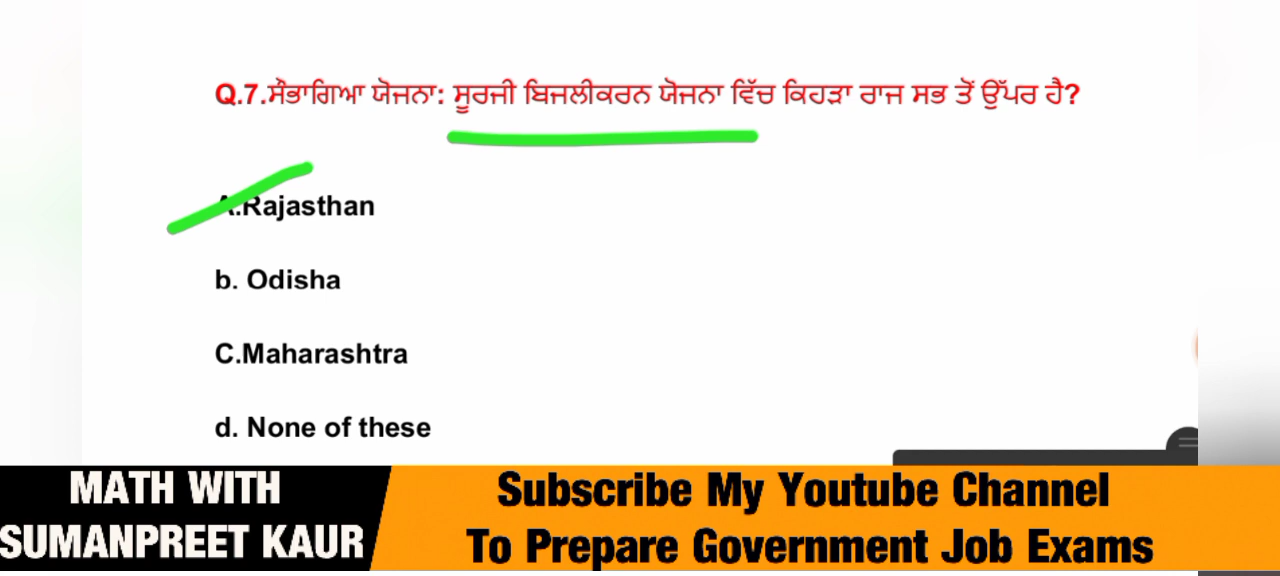 Q.7.ਸੌਭਾਗਿਆ ਯੋਜਨਾ: ਸੂਰਜੀ ਬਿਜਲੀਕਰਨ ਯੋਜਨਾ ਵਿੱਚ ਕਿਹੜਾ ਰਾਜ ਸਭ ਤੋਂ ਉੱਪਰ ਹੈ?
A.Rajasthan
b. Odisha
C.Maharashtra
d. None of these
MATH WITH
SUMANPREET KAUR
Subscribe My Youtube Channel
To Prepare Government Job Exams